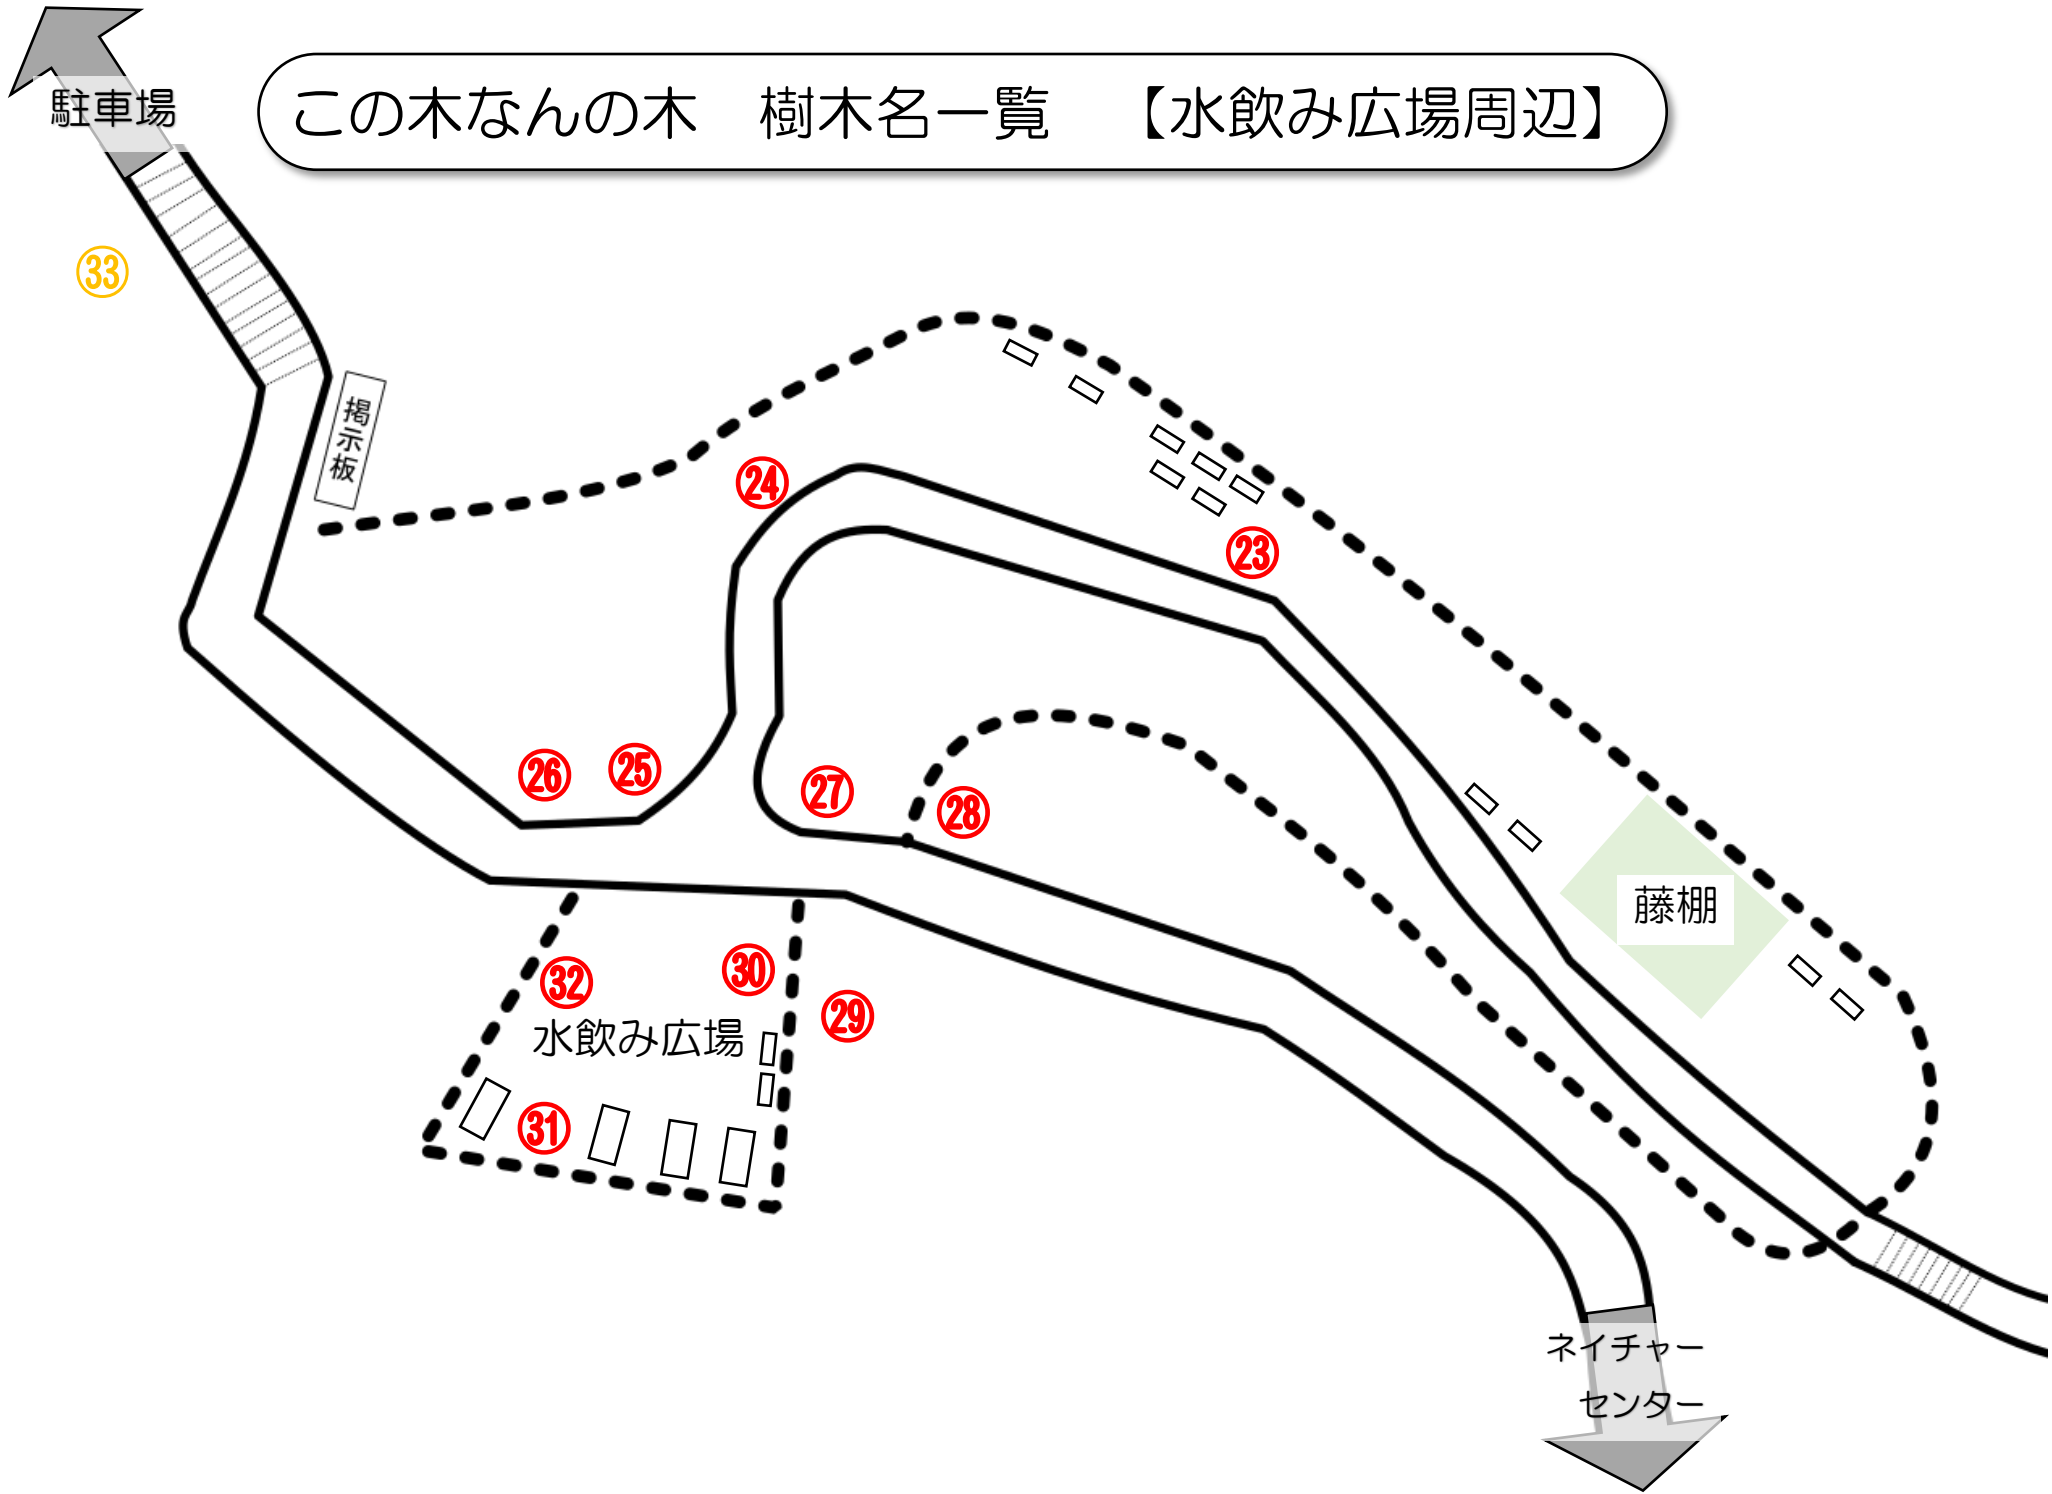 この木なんの木　樹木名一覧　【水飲み広場周辺】
駐車場
㉝
掲示板
㉔
㉓
㉖
㉕
㉗
㉘
藤棚
㉜
㉚
㉙
水飲み広場
㉛
ネイチャー
センター